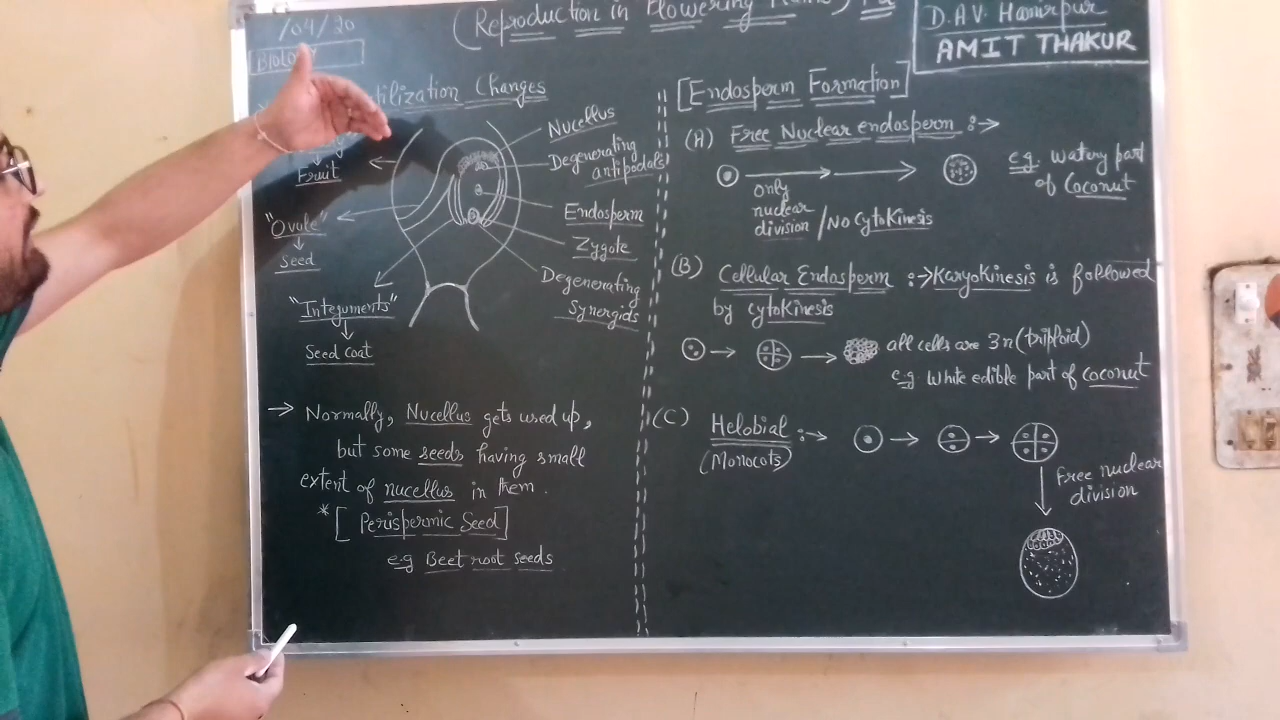 /04/20
Biology
(Reproduction in Flowering
D.A.V. Hamirpur
AMIT THAKUR
Changes
Fruit
"Ovule"
Seed
"Integuments"
Seed coat
Nucellus
Degenerating
antipodals
Endosperm
Zygote
Degenerating
Synergids
→ Normally, Nucellus gets used up,
but some seeds having small
extent of nucellus in them.
* [Perispermic Seed]
e.g Beet root seeds
[Endosperm Formation]
(A) Free Nuclear endosperm :→
only
nuclear
division / No Cytokinesis
e.g. watery part
of Coconut
(B) Cellular Endosperm :→ Karyokinesis is followed
by cytokinesis
all cells are 3n (triploid)
e.g White edible part of coconut
(C) Helobial :→
(Monocots)
Free nuclear
division